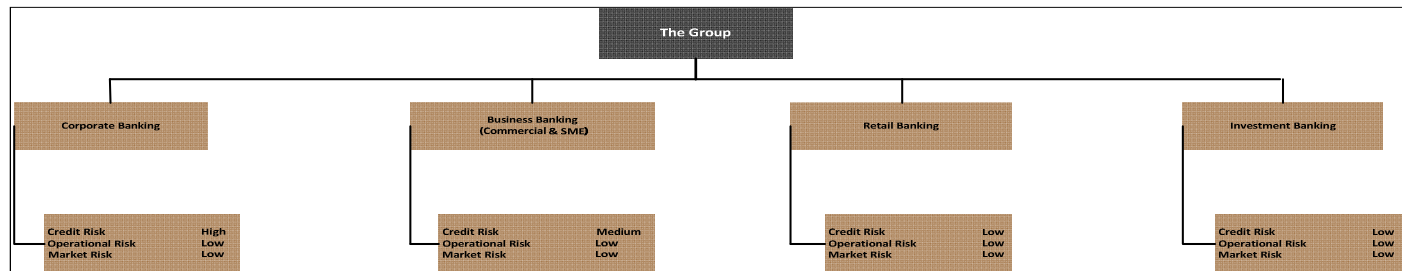 The Group
Corporate Banking
Business Banking
(Commercial & SME)
Retail Banking
Investment Banking
Credit Risk High
Operational Risk Low
Market Risk Low
Credit Risk Medium
Operational Risk Low
Market Risk Low
Credit Risk Low
Operational Risk Low
Market Risk Low
Credit Risk Low
Operational Risk Low
Market Risk Low